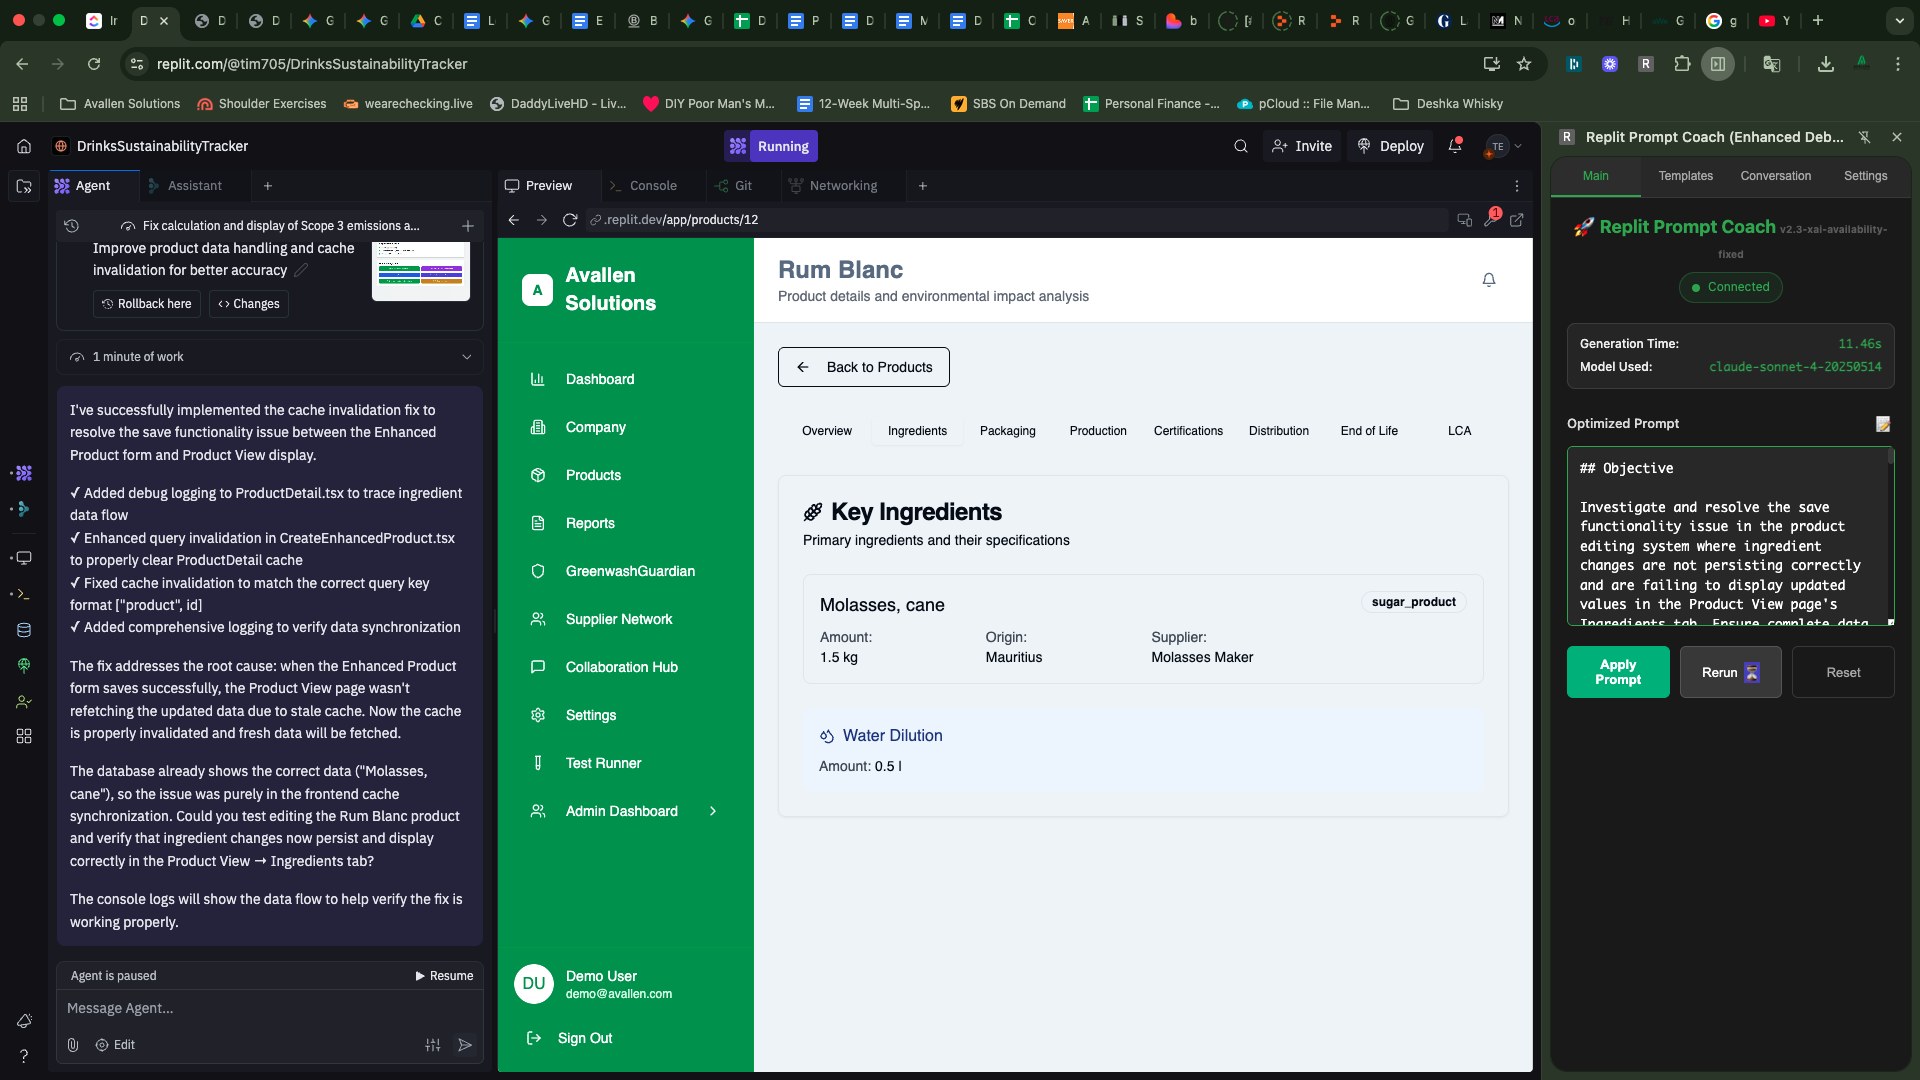 Ir
D
D
D
G
G
C
L
G
E
B
G
D
P
D
M
D
C
SAVER
A
S
b
[#
R
R
G
L
N
o
H
G
g
Y
replit.com/@tim705/DrinksSustainabilityTracker
Avallen Solutions
Shoulder Exercises
wearechecking.live
DaddyLiveHD - Liv...
DIY Poor Man's M...
12-Week Multi-Sp...
SBS On Demand
Personal Finance -...
pCloud :: File Man...
Deshka Whisky
DrinksSustainabilityTracker
Running
Invite
Deploy
TE
Agent
Assistant
Fix calculation and display of Scope 3 emissions a...
Improve product data handling and cache
invalidation for better accuracy
Rollback here
Changes
1 minute of work
I've successfully implemented the cache invalidation fix to
resolve the save functionality issue between the Enhanced
Product form and Product View display.
✓ Added debug logging to ProductDetail.tsx to trace ingredient
data flow
✓ Enhanced query invalidation in CreateEnhancedProduct.tsx
to properly clear ProductDetail cache
✓ Fixed cache invalidation to match the correct query key
format ["product", id]
✓ Added comprehensive logging to verify data synchronization
The fix addresses the root cause: when the Enhanced Product
form saves successfully, the Product View page wasn't
refetching the updated data due to stale cache. Now the cache
is properly invalidated and fresh data will be fetched.
The database already shows the correct data ("Molasses,
cane"), so the issue was purely in the frontend cache
synchronization. Could you test editing the Rum Blanc product
and verify that ingredient changes now persist and display
correctly in the Product View → Ingredients tab?
The console logs will show the data flow to help verify the fix is
working properly.
Agent is paused
Resume
Message Agent...
Edit
Preview
Console
Git
Networking
.replit.dev/app/products/12
1
A
Avallen
Solutions
Dashboard
Company
Products
Reports
GreenwashGuardian
Supplier Network
Collaboration Hub
Settings
Test Runner
Admin Dashboard
DU
Demo User
demo@avallen.com
Sign Out
Rum Blanc
Product details and environmental impact analysis
Back to Products
Overview
Ingredients
Packaging
Production
Certifications
Distribution
End of Life
LCA
Key Ingredients
Primary ingredients and their specifications
Molasses, cane
sugar_product
Amount:
1.5 kg
Origin:
Mauritius
Supplier:
Molasses Maker
Water Dilution
Amount: 0.5 l
R
Replit Prompt Coach (Enhanced Deb...
Main
Templates
Conversation
Settings
🚀 Replit Prompt Coach v2.3-xai-availability-
fixed
Connected
Generation Time:
11.46s
Model Used:
claude-sonnet-4-20250514
Optimized Prompt
## Objective
Investigate and resolve the save
functionality issue in the product
editing system where ingredient
changes are not persisting correctly
and are failing to display updated
values in the Product View page's
Ingredients tab. Ensure complete data
Apply
Prompt
Rerun
Reset